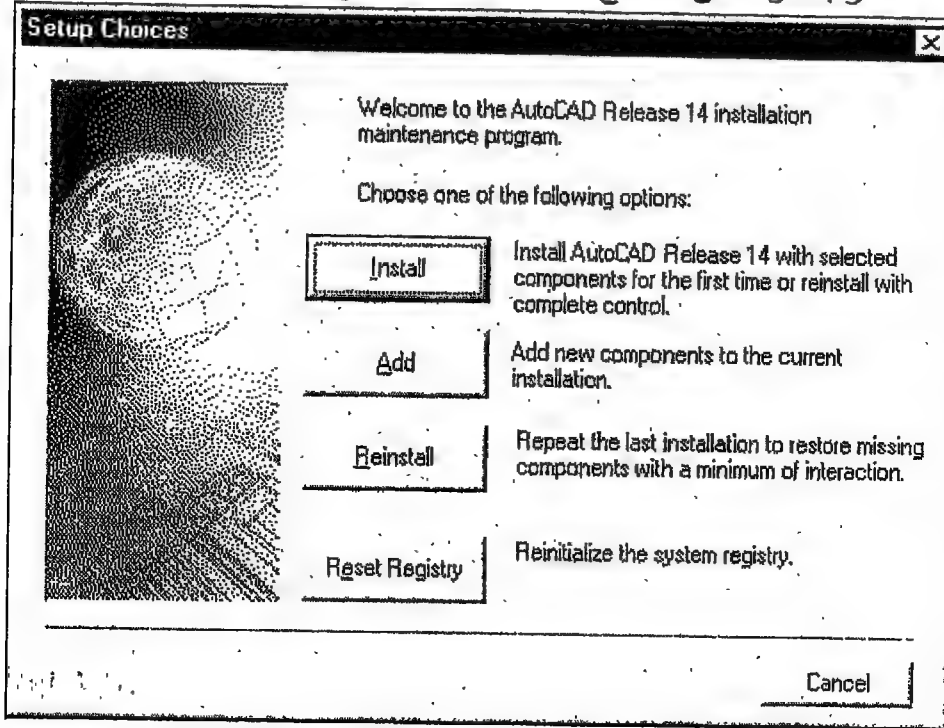 Setup Choices
Welcome to the AutoCAD Release 14 installation
maintenance program.
Choose one of the following options:
Install
Install AutoCAD Release 14 with selected
components for the first time or reinstall with
complete control.
Add
Add new components to the current
installation.
Reinstall
Repeat the last installation to restore missing
components with a minimum of interaction.
Reset Registry
Reinitialize the system registry.
Cancel